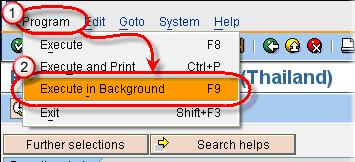 1
Program Edit Goto System Help
Execute F8
Execute and Print Ctrl+P
(Thailand)
2
Execute in Background F9
Exit Shift+F3
Further selections Search helps